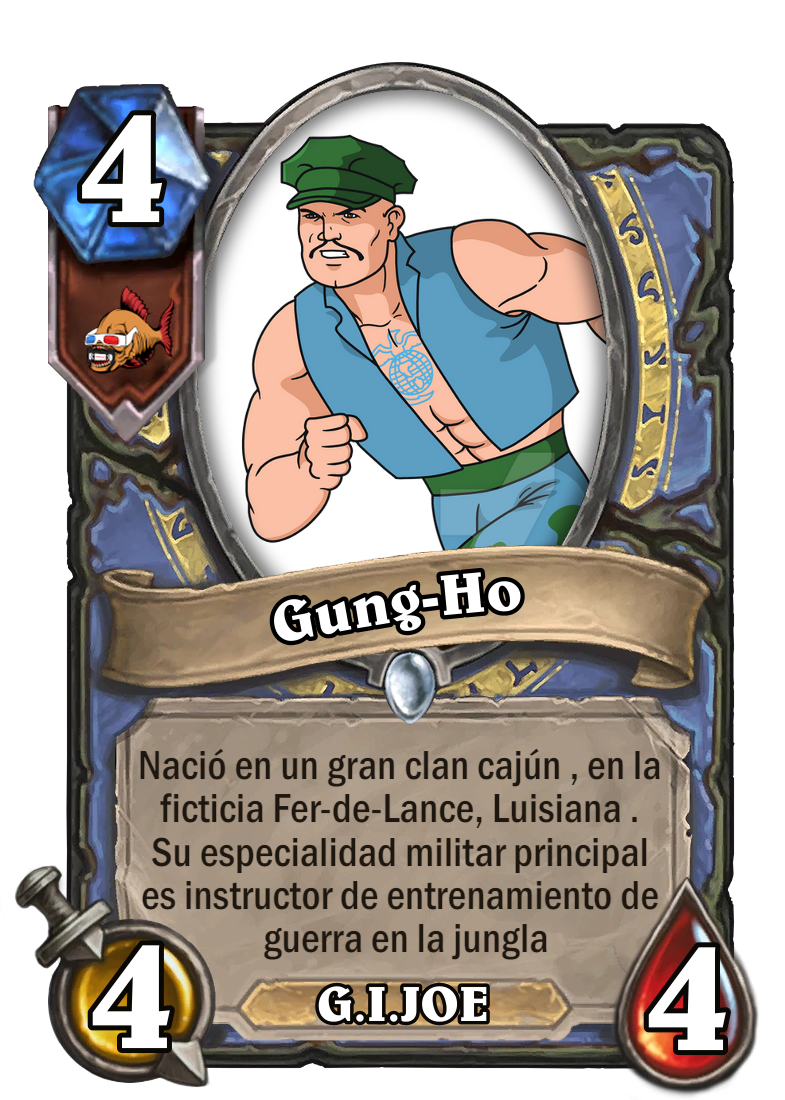 4
Gung-Ho
Nació en un gran clan cajún , en la
ficticia Fer-de-Lance, Luisiana .
Su especialidad militar principal
es instructor de entrenamiento de
guerra en la jungla
4
G.I.JOE
4